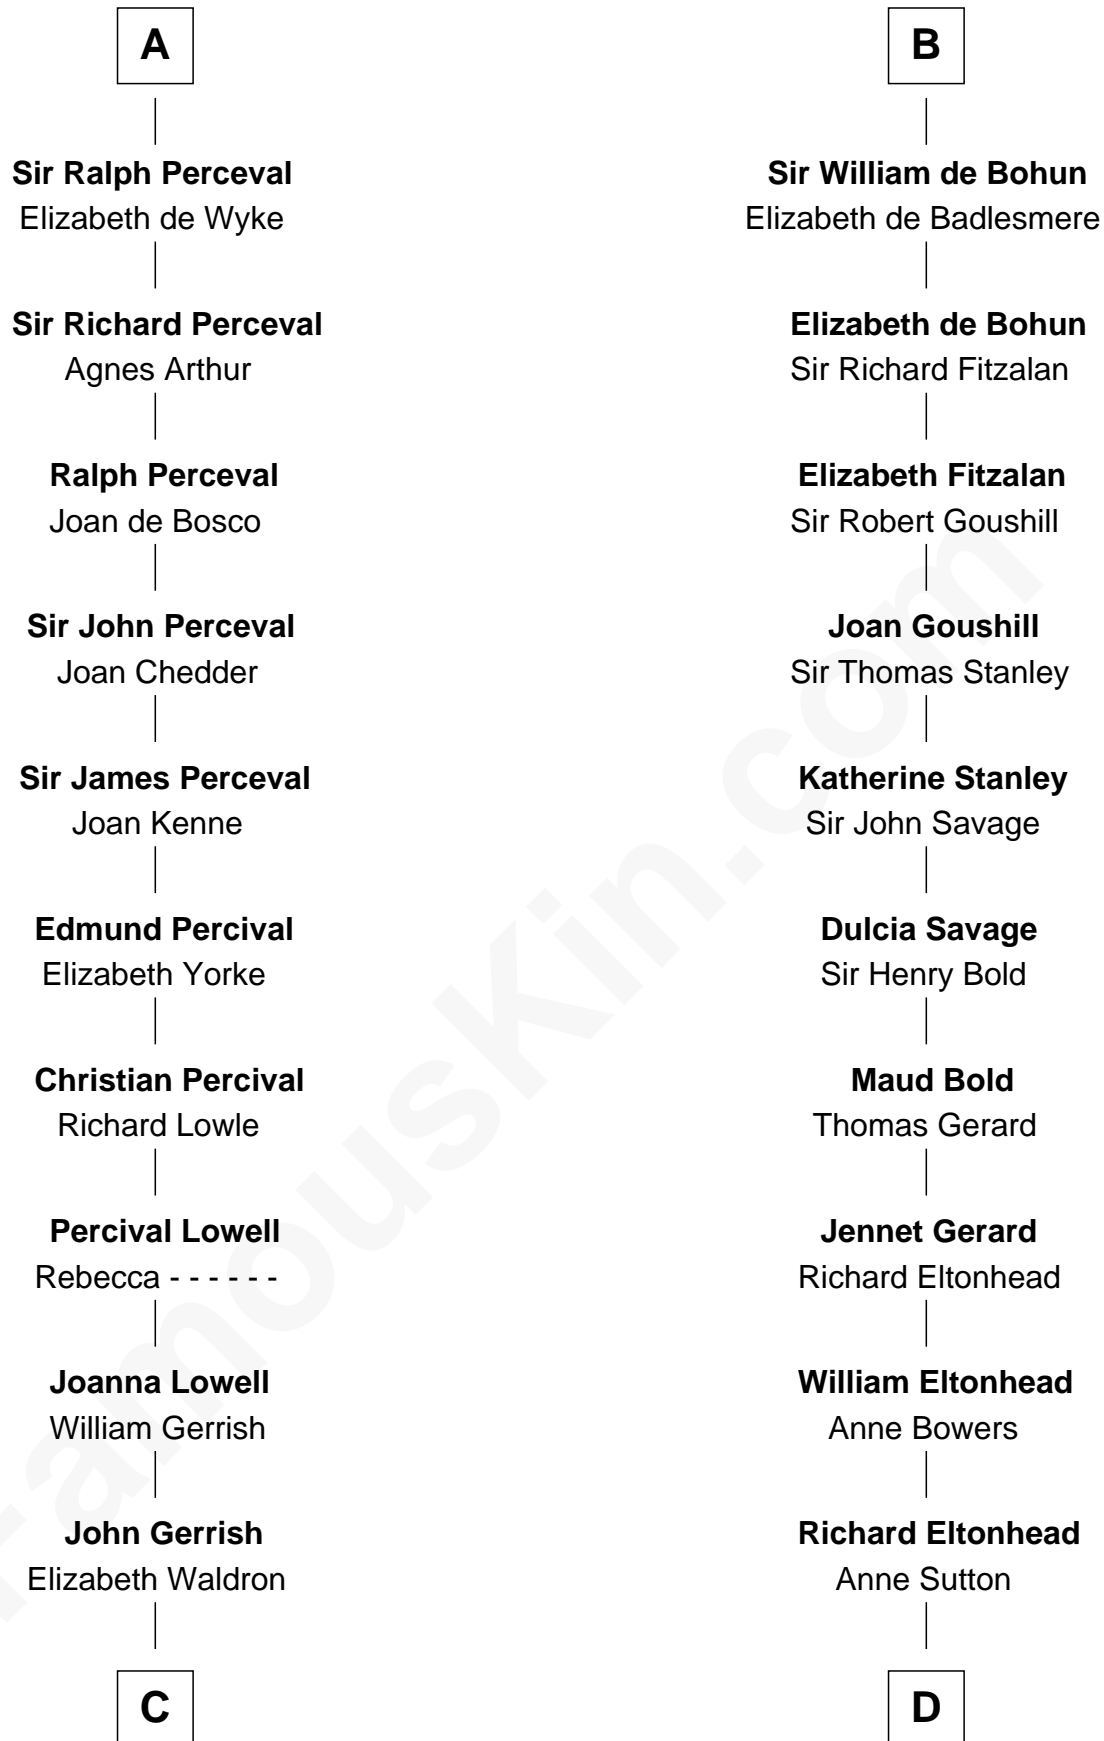 A
Sir Ralph Perceval
Elizabeth de Wyke
Sir Richard Perceval
Agnes Arthur
Ralph Perceval
Joan de Bosco
Sir John Perceval
Joan Chedder
Sir James Perceval
Joan Kenne
Edmund Percival
Elizabeth Yorke
Christian Percival
Richard Lowle
Percival Lowell
Rebecca - - - - - -
Joanna Lowell
William Gerrish
John Gerrish
Elizabeth Waldron
C
B
Sir William de Bohun
Elizabeth de Badlesmere
Elizabeth de Bohun
Sir Richard Fitzalan
Elizabeth Fitzalan
Sir Robert Goushill
Joan Goushill
Sir Thomas Stanley
Katherine Stanley
Sir John Savage
Dulcia Savage
Sir Henry Bold
Maud Bold
Thomas Gerard
Jennet Gerard
Richard Eltonhead
William Eltonhead
Anne Bowers
Richard Eltonhead
Anne Sutton
D
FamousKin.com